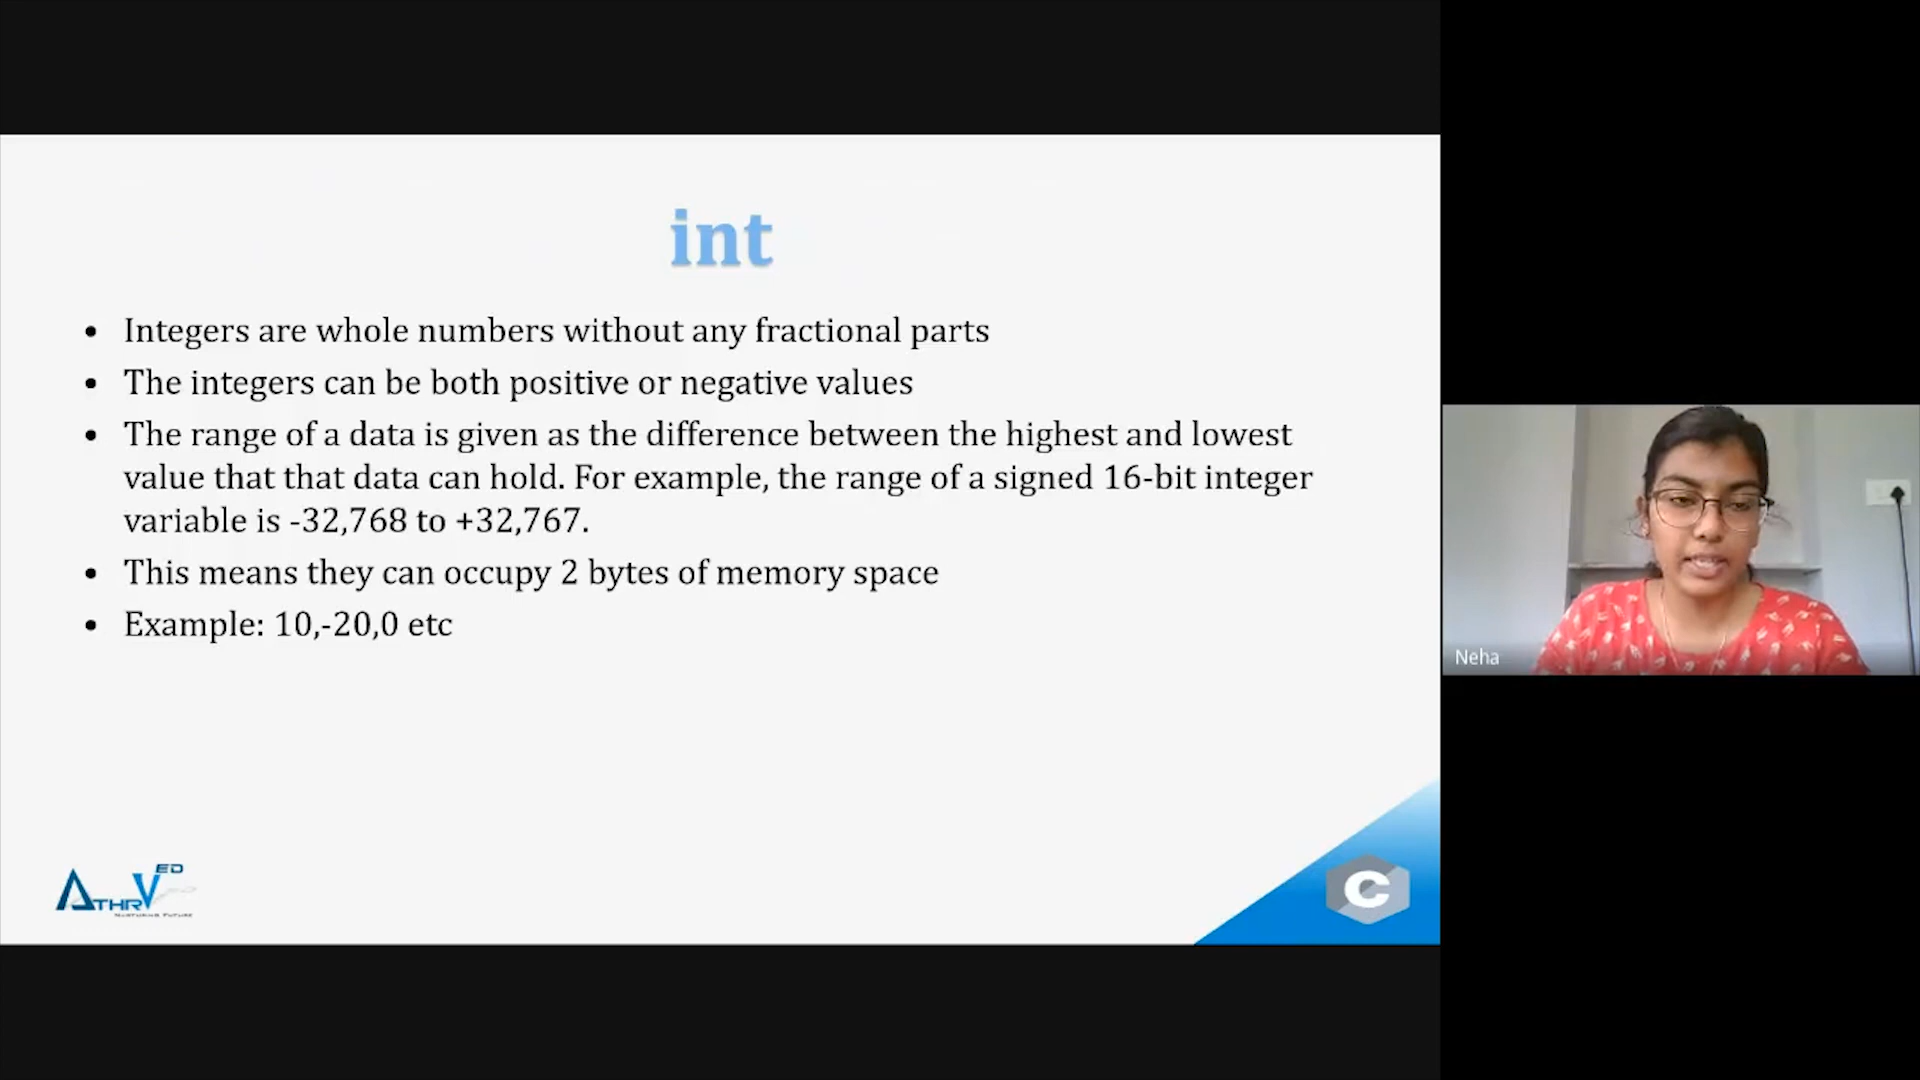 int
• Integers are whole numbers without any fractional parts
• The integers can be both positive or negative values
• The range of a data is given as the difference between the highest and lowest
value that that data can hold. For example, the range of a signed 16-bit integer
variable is -32,768 to +32,767.
• This means they can occupy 2 bytes of memory space
• Example: 10,-20,0 etc
ATHRVED
Nurturing Future
C
Neha